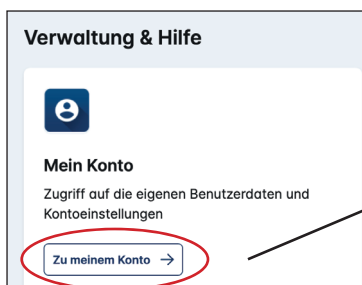 Verwaltung & Hilfe
Mein Konto
Zugriff auf die eigenen Benutzerdaten und
Kontoeinstellungen
Zu meinem Konto →